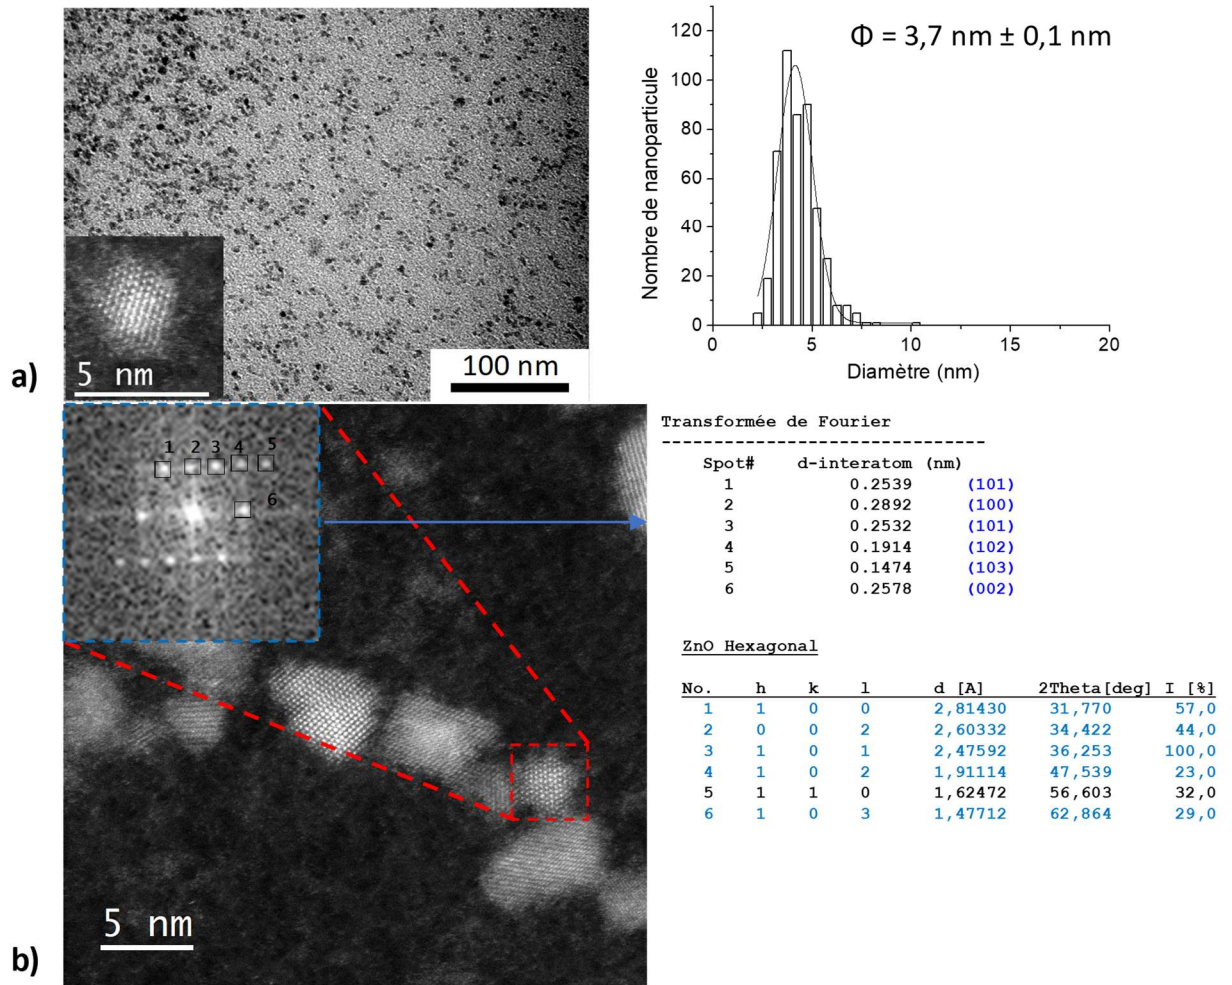 Φ = 3,7 nm ± 0,1 nm
120
100
80
60
40
20
0
Nombre de nanoparticule
0 5 10 15 20
Diamètre (nm)
5 nm
100 nm
a)
1 2 3 4 5
6
5 nm
b)
Transformée de Fourier
--------------------------------
Spot# d-interatom (nm)
1 0.2539 (101)
2 0.2892 (100)
3 0.2532 (101)
4 0.1914 (102)
5 0.1474 (103)
6 0.2578 (002)
ZnO Hexagonal
No. h k l d [A] 2Theta[deg] I [%]
1 1 0 0 2,81430 31,770 57,0
2 0 0 2 2,60332 34,422 44,0
3 1 0 1 2,47592 36,253 100,0
4 1 0 2 1,91114 47,539 23,0
5 1 1 0 1,62472 56,603 32,0
6 1 0 3 1,47712 62,864 29,0